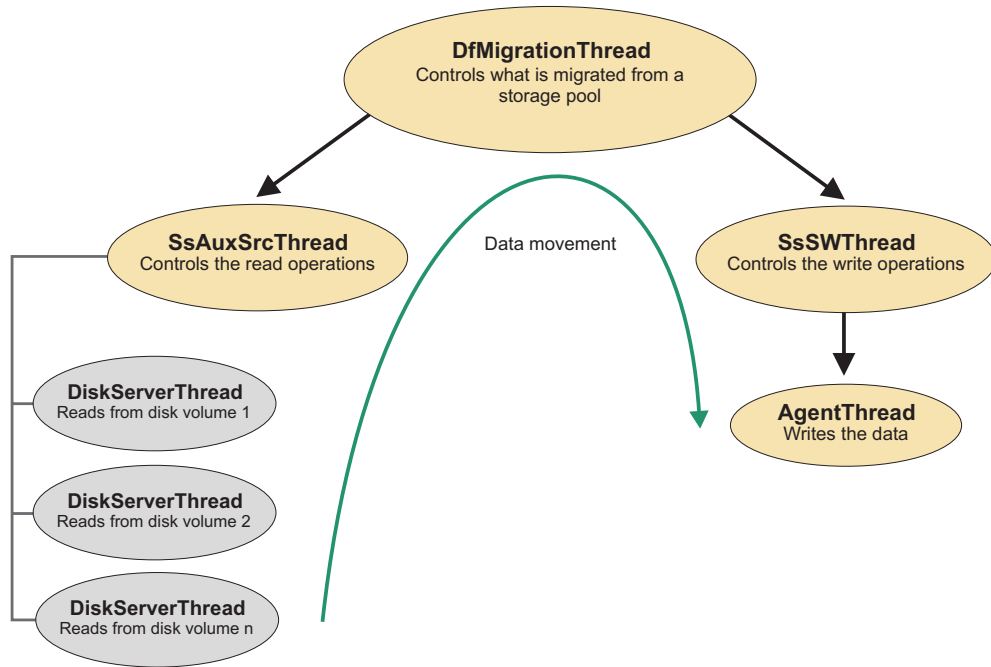 DfMigrationThread
Controls what is migrated from a
storage pool
SsAuxSrcThread
Controls the read operations
Data movement
SsSWThread
Controls the write operations
DiskServerThread
Reads from disk volume 1
AgentThread
Writes the data
DiskServerThread
Reads from disk volume 2
DiskServerThread
Reads from disk volume n